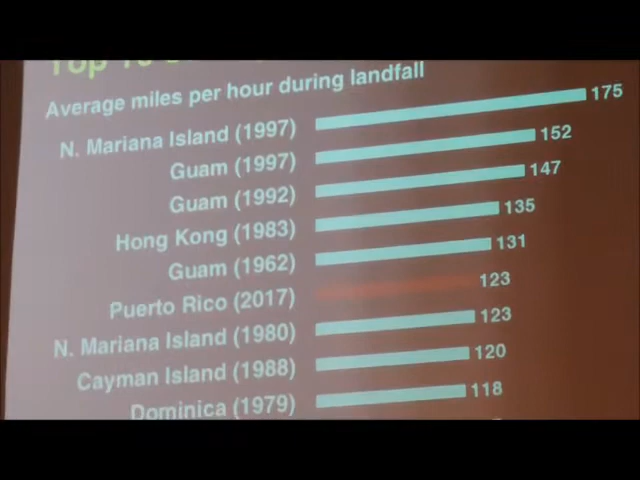 Top 10
Average miles per hour during landfall
N. Mariana Island (1997) 175
Guam (1997) 152
Guam (1992) 147
Hong Kong (1983) 135
Guam (1962) 131
Puerto Rico (2017) 123
N. Mariana Island (1980) 123
Cayman Island (1988) 120
Dominica (1979) 118